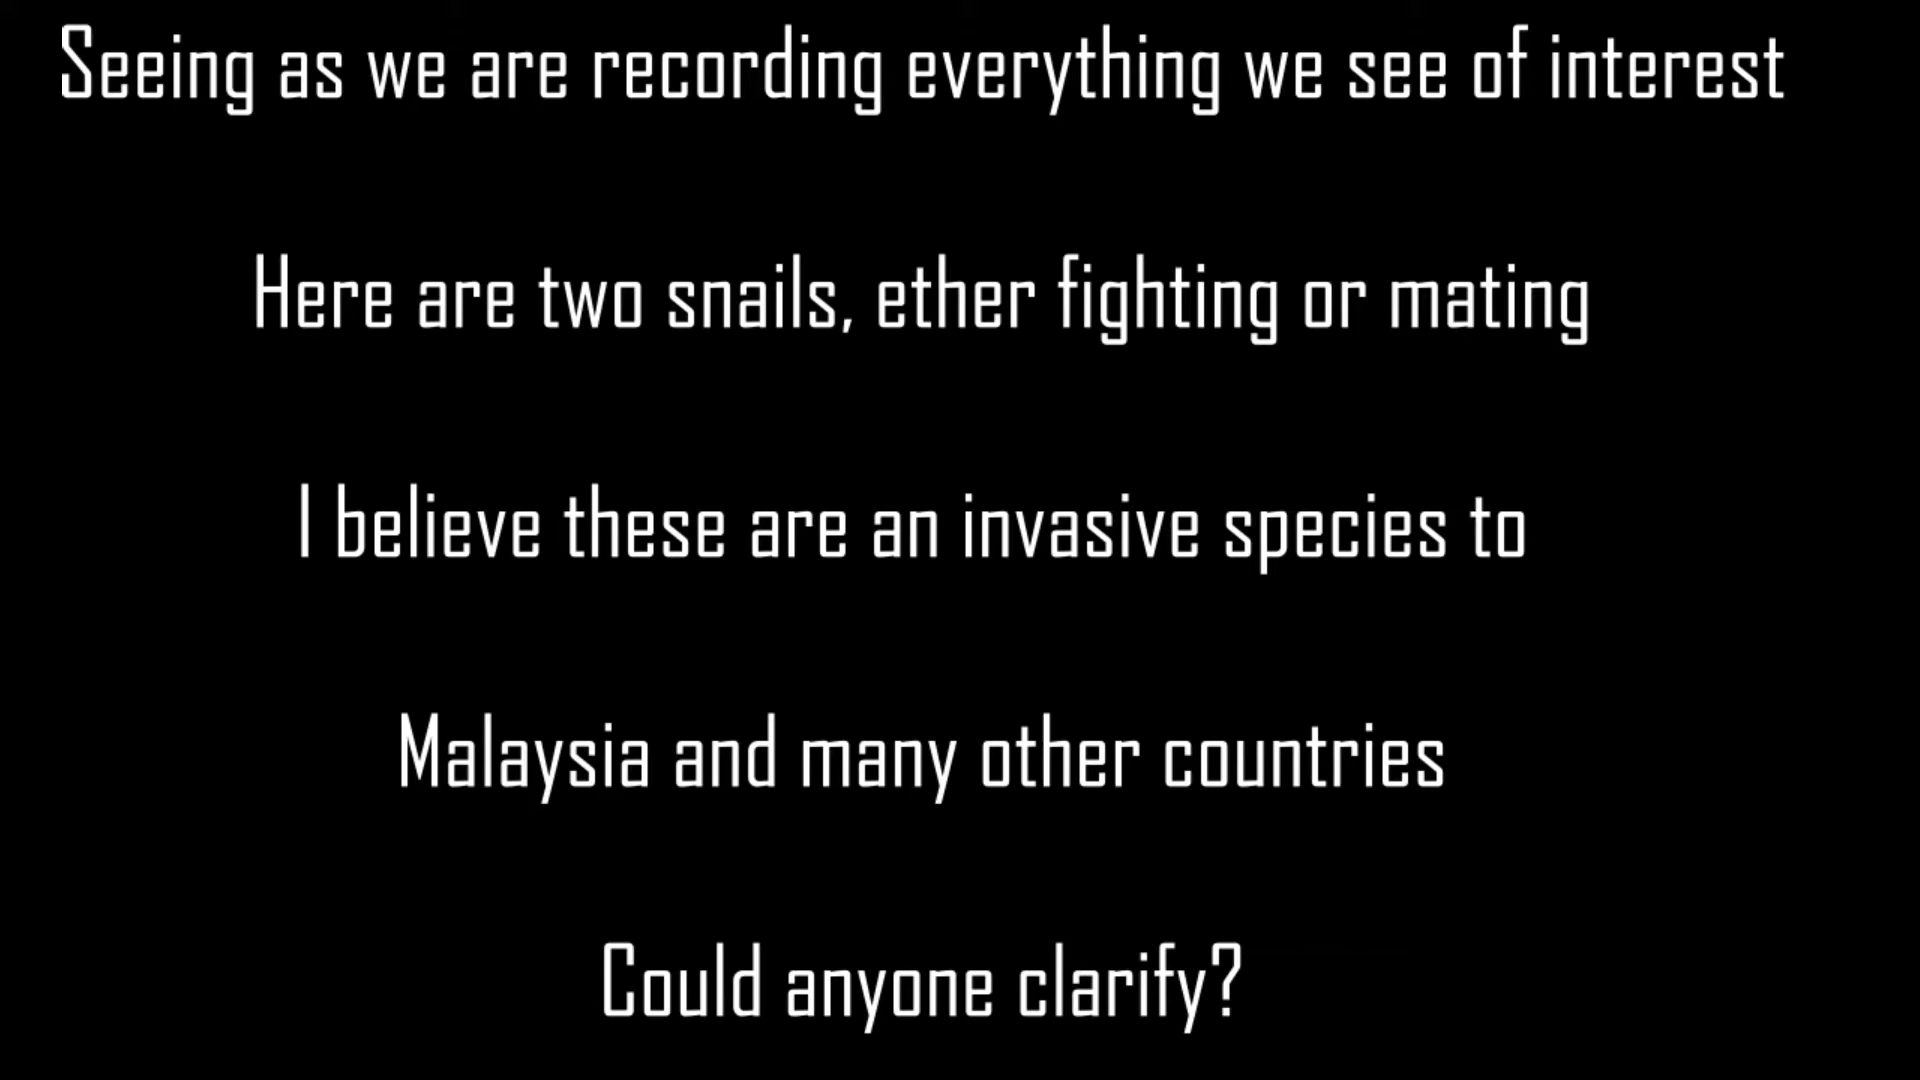 Seeing as we are recording everything we see of interest
Here are two snails, ether fighting or mating
I believe these are an invasive species to
Malaysia and many other countries
Could anyone clarify?